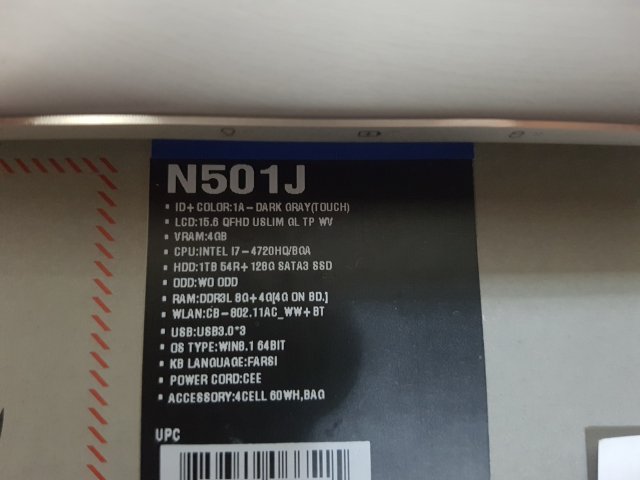 N501J
• ID+ COLOR:1A- DARK GRAY(TOUCH)
• LCD:15.6 QFHD USLIM GL TP WV
• VRAM:4GB
• CPU:INTEL I7-4720HQ/BGA
• HDD:1TB 54R+128G SATA3 SSD
• ODD:WO ODD
• RAM:DDR3L 8G+4G[4G ON BD.]
• WLAN:CB-802.11AC_WW+BT
• USB:USB3.0*3
• OS TYPE:WIN8.1 64BIT
• KB LANGUAGE:FARSI
• POWER CORD:CEE
• ACCESSORY:4CELL 60WH,BAG
UPC